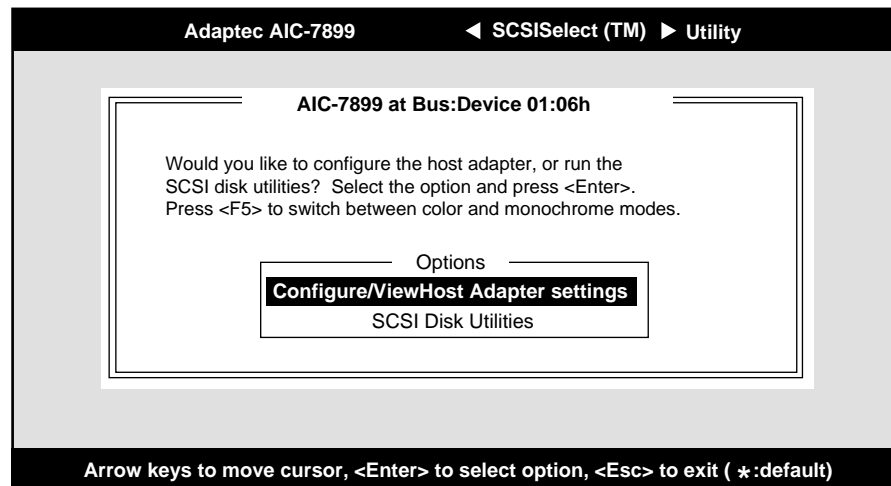 Adaptec AIC-7899 ◄ SCSISelect (TM) ► Utility
AIC-7899 at Bus:Device 01:06h
Would you like to configure the host adapter, or run the
SCSI disk utilities? Select the option and press <Enter>.
Press <F5> to switch between color and monochrome modes.
Options
Configure/ViewHost Adapter settings
SCSI Disk Utilities
Arrow keys to move cursor, <Enter> to select option, <Esc> to exit ( *:default)